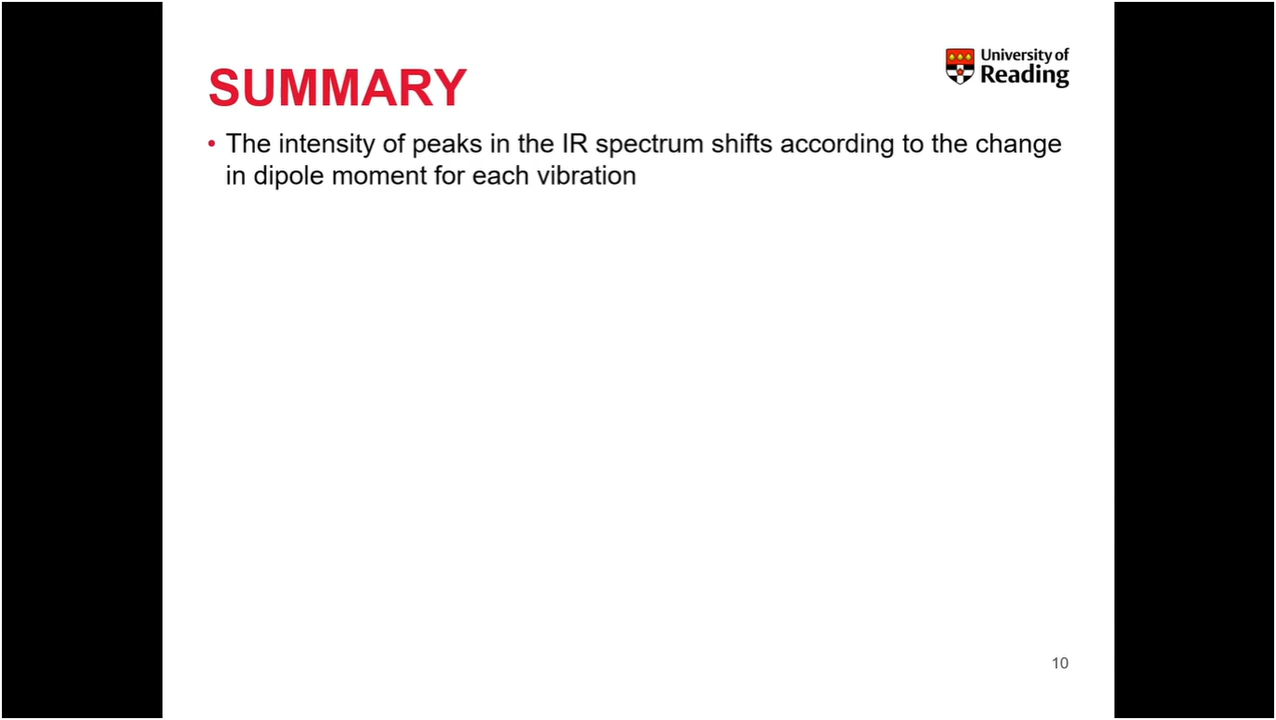 University of
Reading
SUMMARY
• The intensity of peaks in the IR spectrum shifts according to the change
in dipole moment for each vibration
10